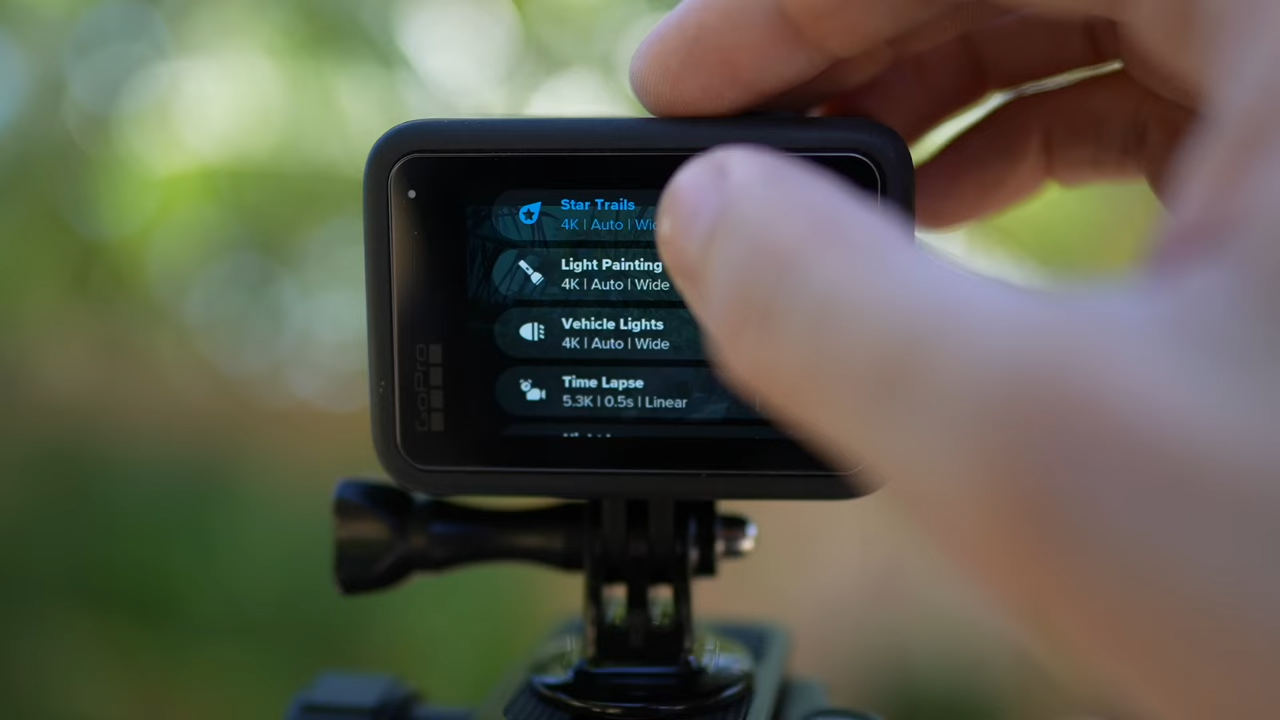 Star Trails
4K | Auto |
Light Painting
4K | Auto | Wide
Vehicle Lights
4K | Auto | Wide
Time Lapse
5.3K | 0.5s | Linear
GoPro